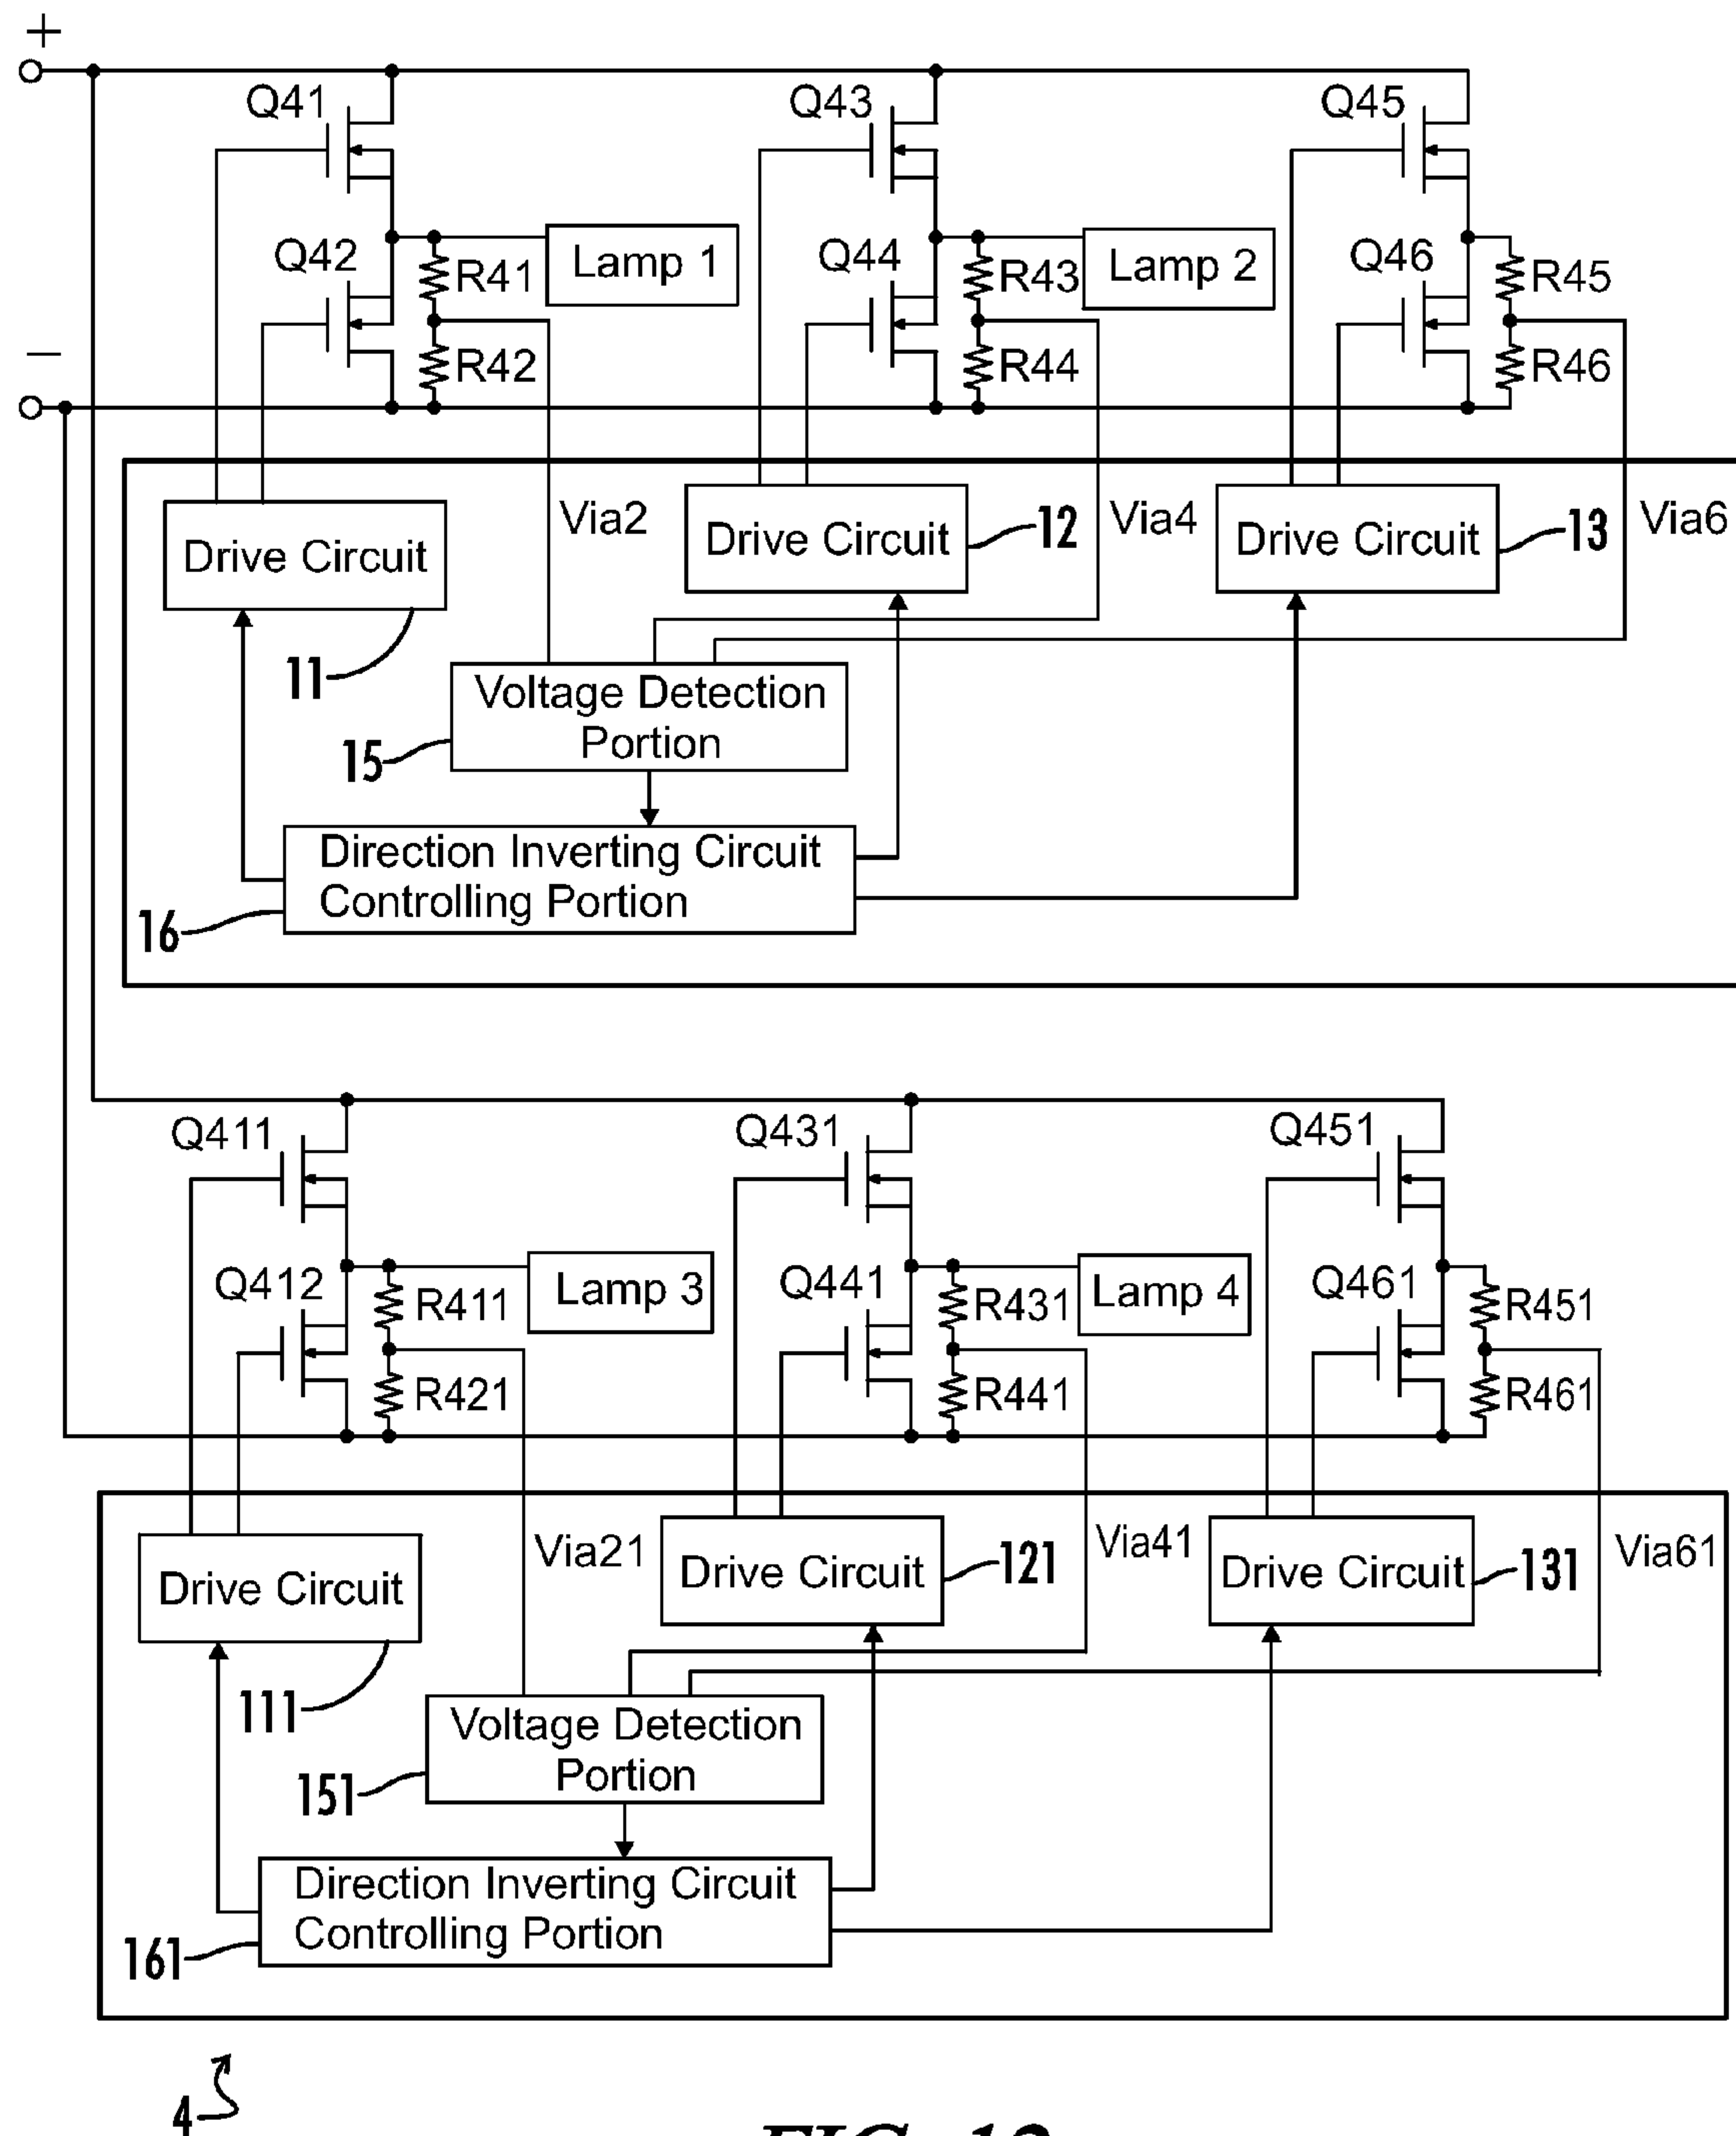 +
Q41 Q43 Q45
Q42 R41 Lamp 1 Q44 R43 Lamp 2 Q46 R45
−
R42 R44 R46
Via2 Via4 Via6
Drive Circuit Drive Circuit 12 Drive Circuit 13
11
Voltage Detection
Portion
15
Direction Inverting Circuit
Controlling Portion
16
Q411 Q431 Q451
Q412 R411 Lamp 3 Q441 R431 Lamp 4 Q461 R451
R421 R441 R461
Via21 Via41 Via61
Drive Circuit Drive Circuit 121 Drive Circuit 131
111
Voltage Detection
Portion
151
Direction Inverting Circuit
Controlling Portion
161
4